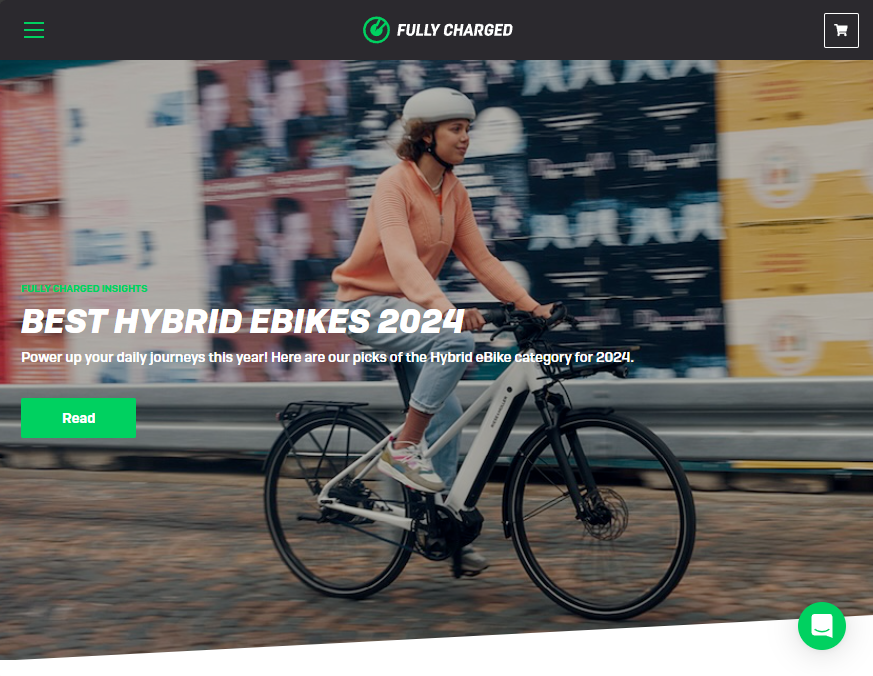 FULLY CHARGED
FULLY CHARGED INSIGHTS
BEST HYBRID EBIKES 2024
Power up your daily journeys this year! Here are our picks of the Hybrid eBike category for 2024.
Read